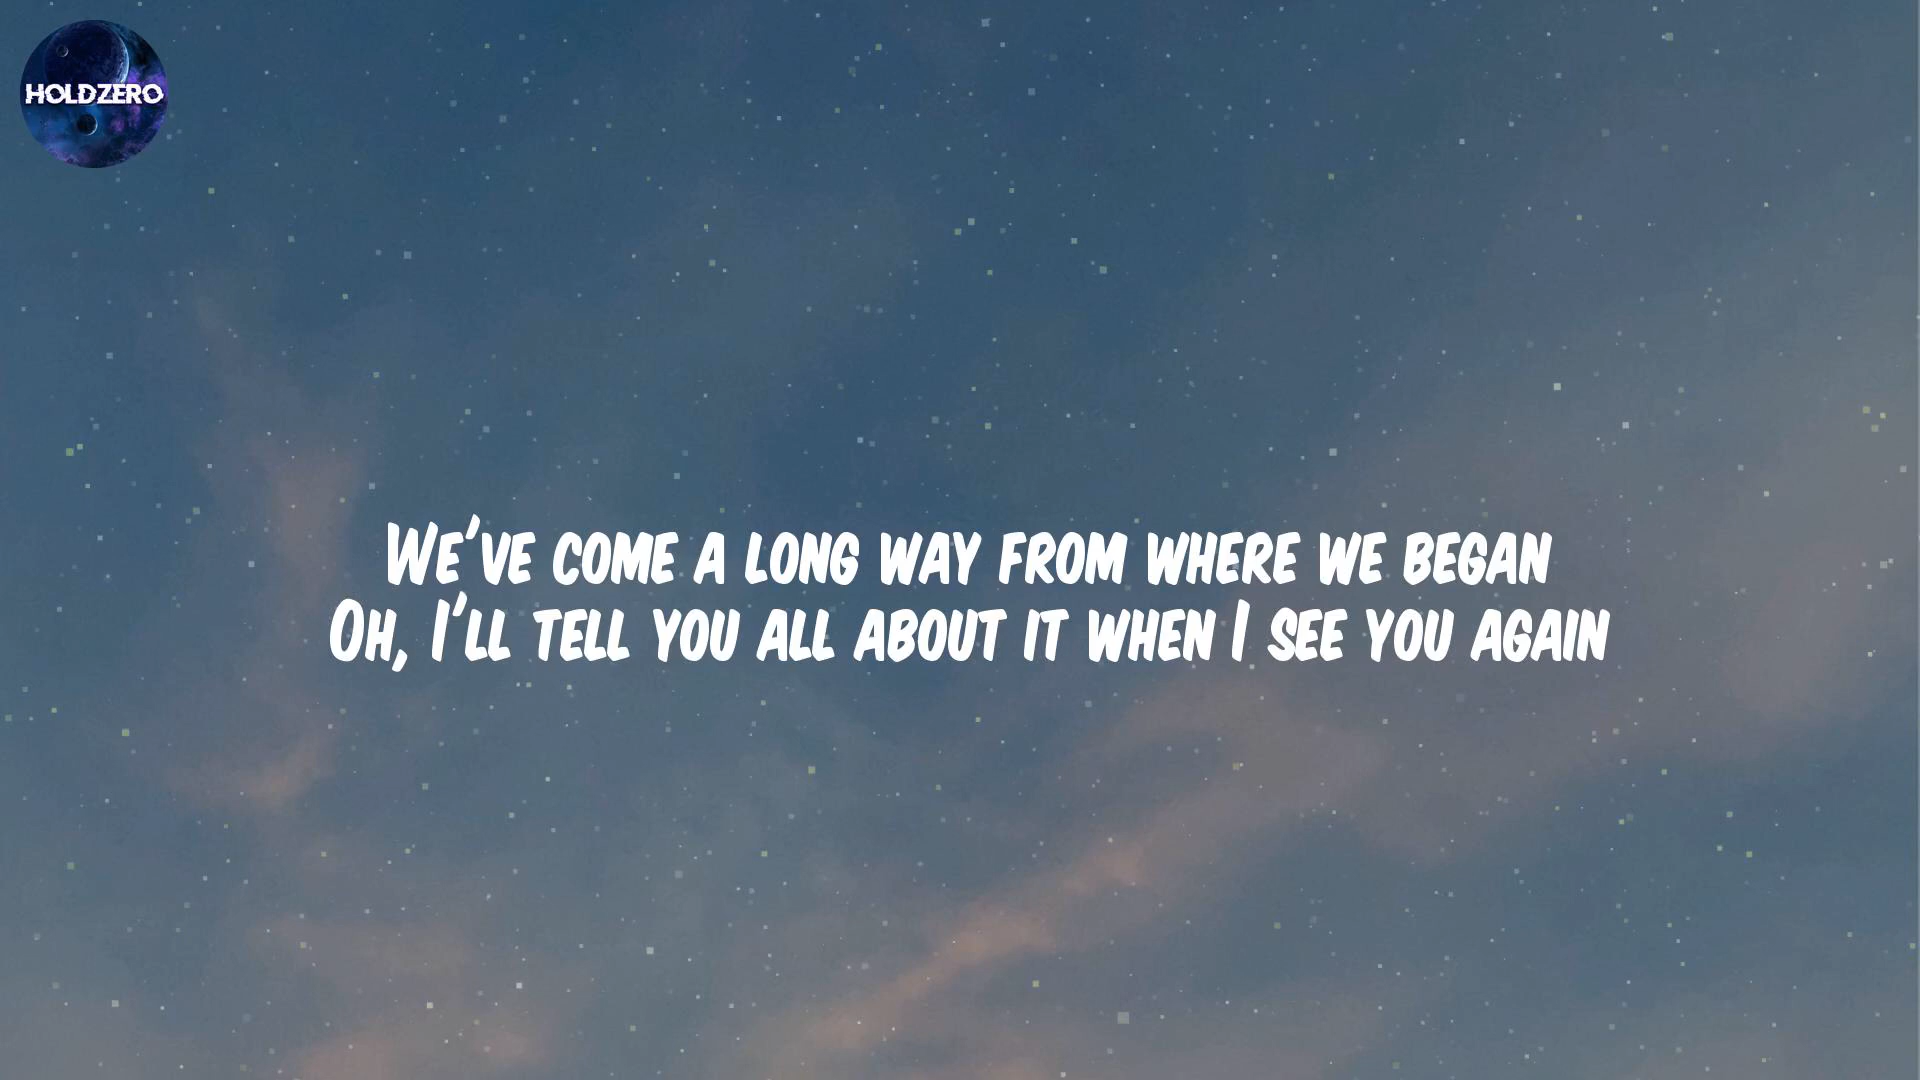 HOLDZERO
We've come a long way from where we began
Oh, I'll tell you all about it when I see you again